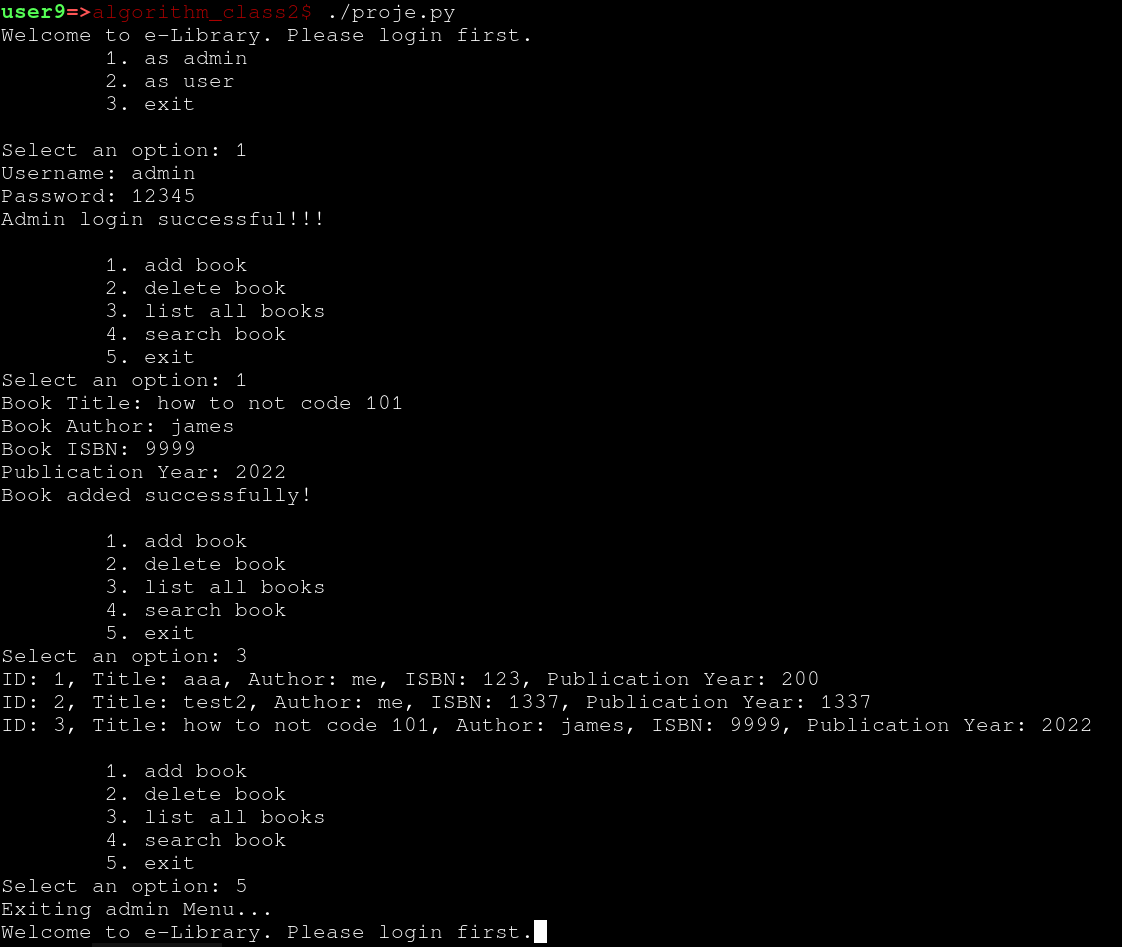 user9=>algorithm_class2$ ./proje.py
Welcome to e-Library. Please login first.
1. as admin
2. as user
3. exit
Select an option: 1
Username: admin
Password: 12345
Admin login successful!!!
1. add book
2. delete book
3. list all books
4. search book
5. exit
Select an option: 1
Book Title: how to not code 101
Book Author: james
Book ISBN: 9999
Publication Year: 2022
Book added successfully!
1. add book
2. delete book
3. list all books
4. search book
5. exit
Select an option: 3
ID: 1, Title: aaa, Author: me, ISBN: 123, Publication Year: 200
ID: 2, Title: test2, Author: me, ISBN: 1337, Publication Year: 1337
ID: 3, Title: how to not code 101, Author: james, ISBN: 9999, Publication Year: 2022
1. add book
2. delete book
3. list all books
4. search book
5. exit
Select an option: 5
Exiting admin Menu...
Welcome to e-Library. Please login first.